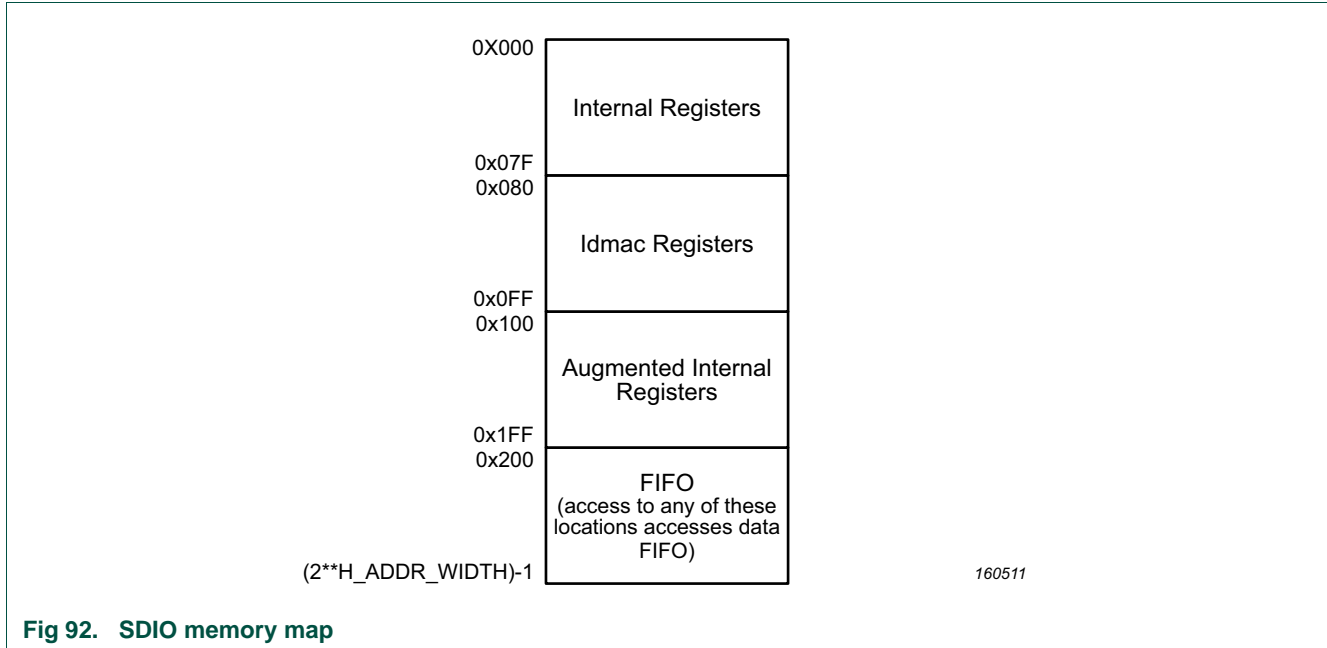 0X000
Internal Registers
0x07F
0x080
Idmac Registers
0x0FF
0x100
Augmented Internal
Registers
0x1FF
0x200
FIFO
(access to any of these
locations accesses data
FIFO)
(2**H_ADDR_WIDTH)-1
160511
Fig 92. SDIO memory map